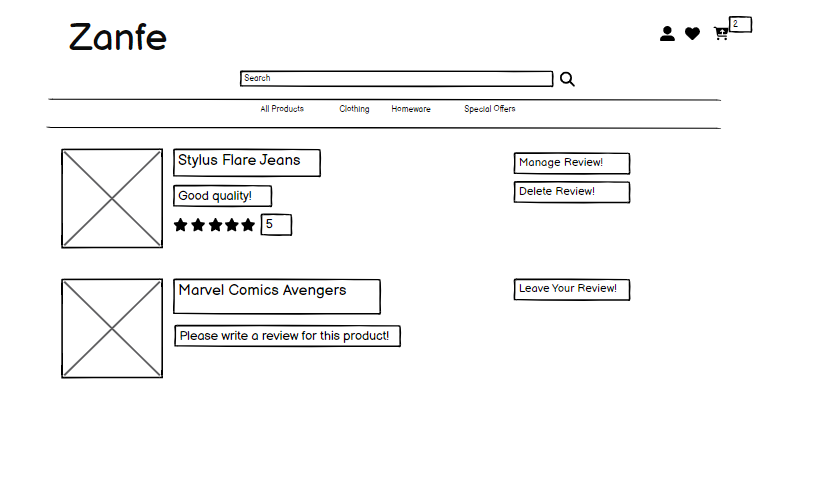 Zanfe
2
Search
All Products Clothing Homeware Special Offers
Stylus Flare Jeans
Manage Review!
Good quality!
Delete Review!
5
Marvel Comics Avengers
Leave Your Review!
Please write a review for this product!